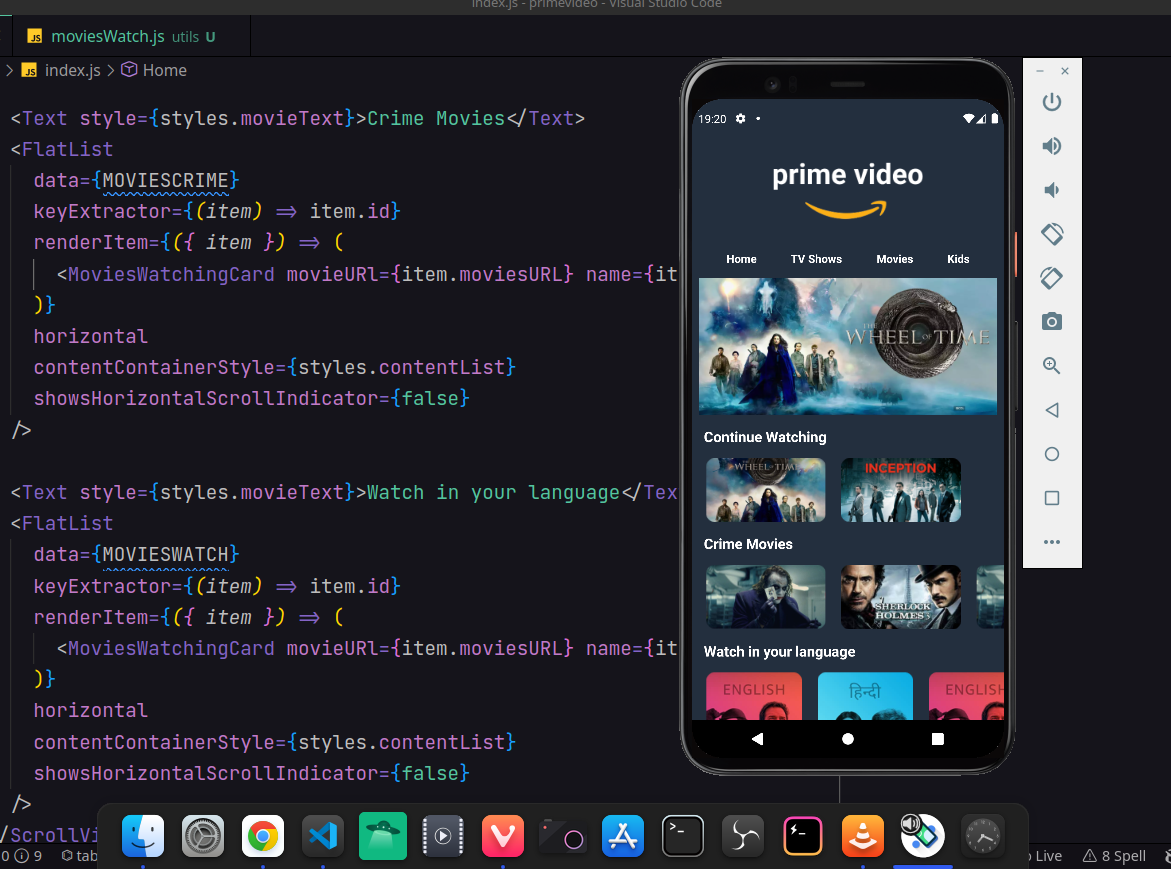 index.js - primevideo - Visual Studio Code
JS moviesWatch.js utils U
JS index.js Home
<Text style={styles.movieText}>Crime Movies</Text>
<FlatList
data={MOVIESCRIME}
keyExtractor={(item) => item.id}
renderItem={({ item }) => (
<MoviesWatchingCard movieURL={item.moviesURL} name={it
)}
horizontal
contentContainerStyle={styles.contentList}
showsHorizontalScrollIndicator={false}
/>
<Text style={styles.movieText}>Watch in your language</Tex
<FlatList
data={MOVIESWATCH}
keyExtractor={(item) => item.id}
renderItem={({ item }) => (
<MoviesWatchingCard movieURL={item.moviesURL} name={it
)}
horizontal
contentContainerStyle={styles.contentList}
showsHorizontalScrollIndicator={false}
/>
/ScrollVi
0 9 tab
Live 8 Spell
19:20
prime video
Home TV Shows Movies Kids
THE
WHEEL OF TIME
Continue Watching
WHEEL OF TIME INCEPTION
Crime Movies
SHERLOCK
HOLMES
Watch in your language
ENGLISH हिन्दी ENGLISH